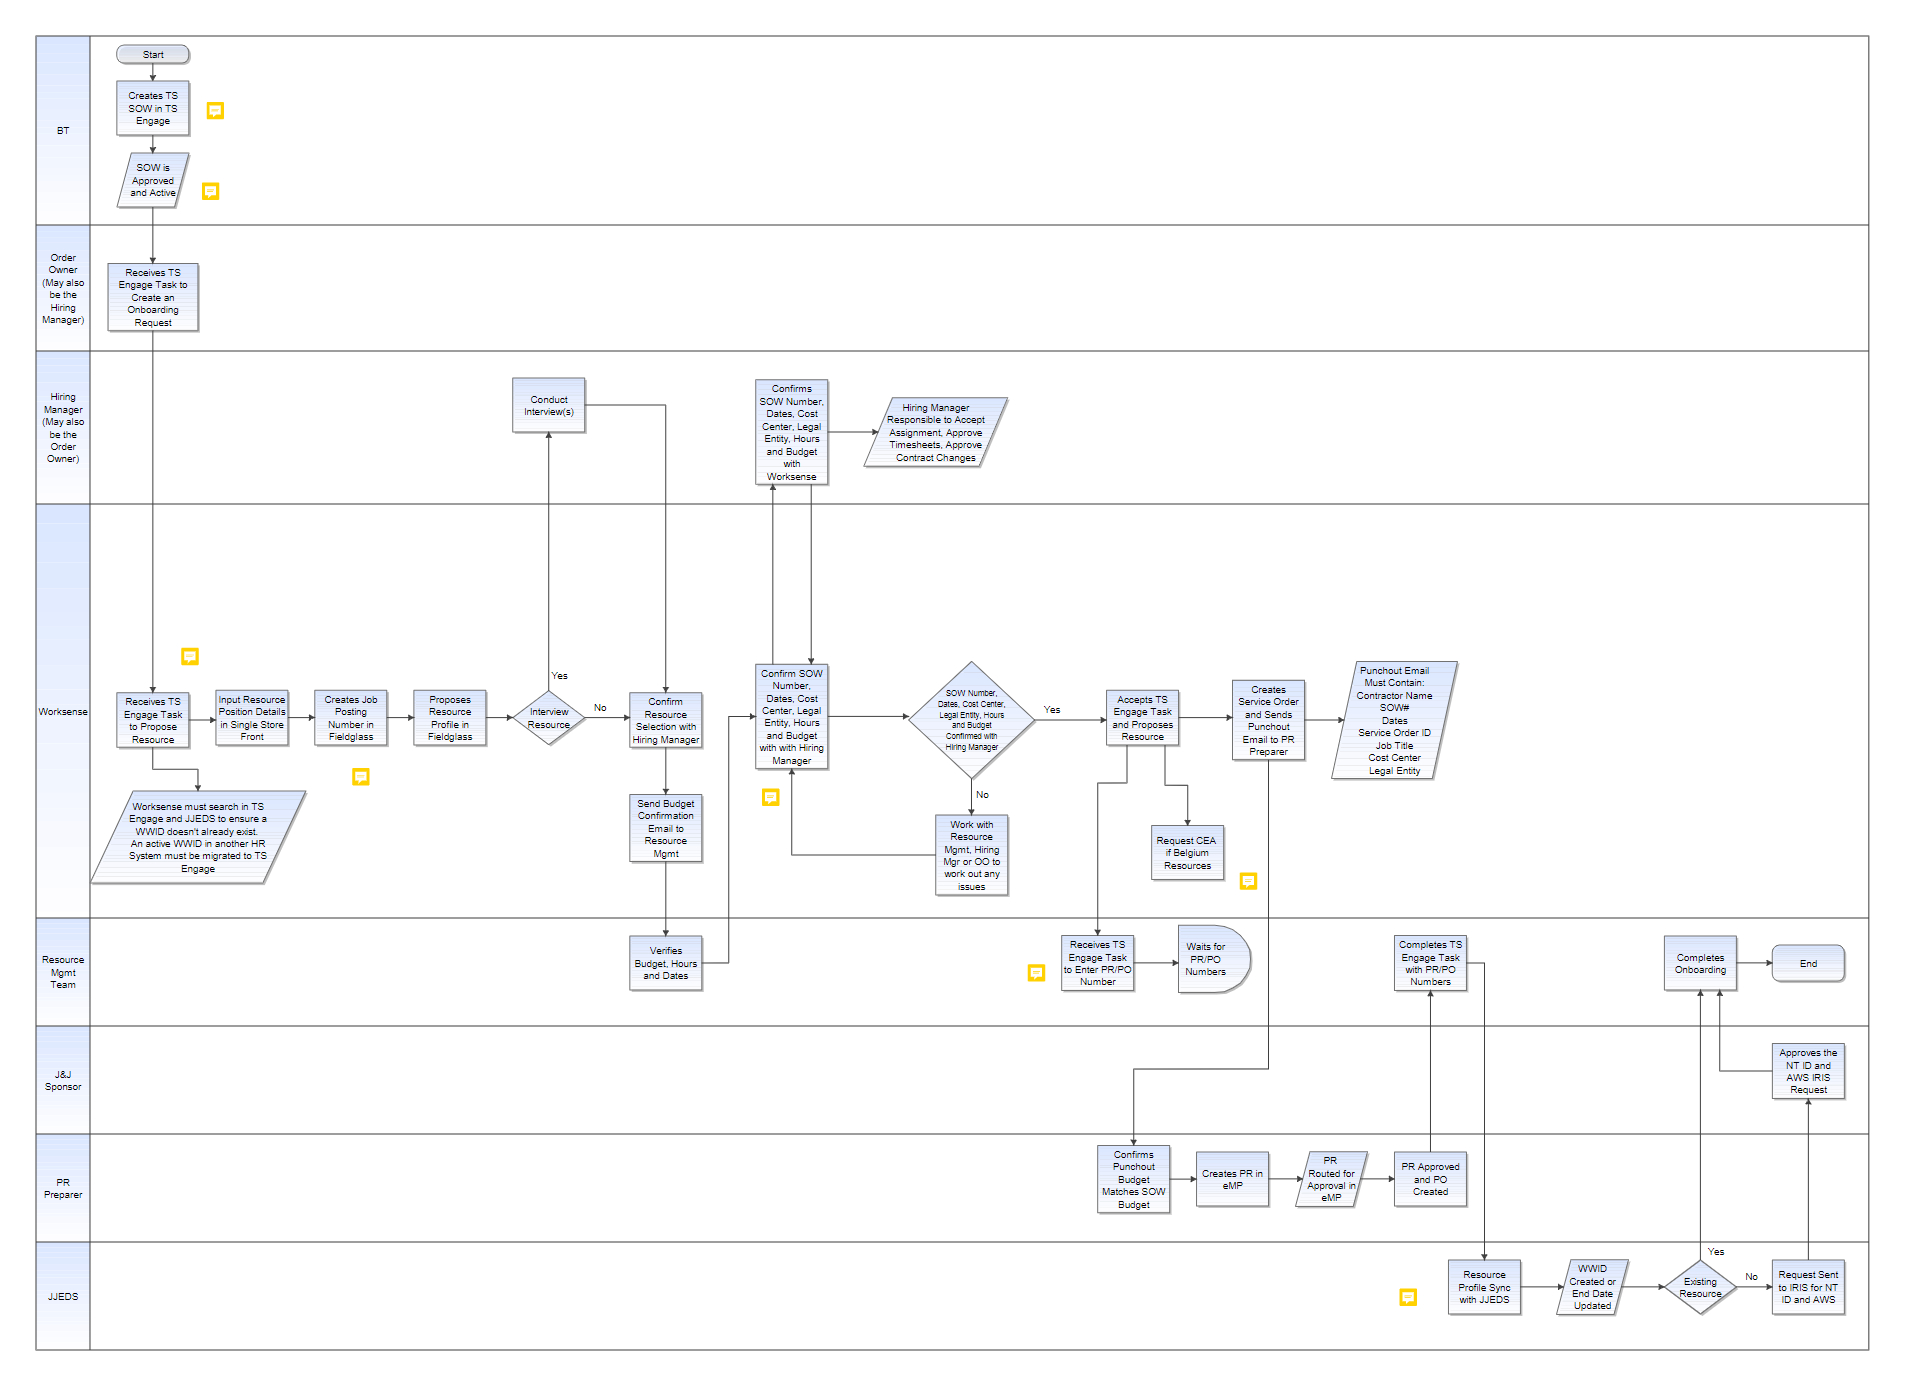 BT
Start
Creates TS
SOW in TS
Engage
SOW is
Approved
and Active
Order
Owner
(May also
be the
Hiring
Manager)
Receives TS
Engage Task to
Create an
Onboarding
Request
Hiring
Manager
(May also
be the
Order
Owner)
Conduct
Interview(s)
Confirms
SOW Number,
Dates, Cost
Center, Legal
Entity, Hours
and Budget
with
Worksense
Hiring Manager
Responsible to Accept
Assignment, Approve
Timesheets, Approve
Contract Changes
Worksense
Receives TS
Engage Task
to Propose
Resource
Worksense must search in TS
Engage and JJEDS to ensure a
WWID doesn't already exist.
An active WWID in another HR
System must be migrated to TS
Engage
Input Resource
Position Details
in Single Store
Front
Creates Job
Posting
Number in
Fieldglass
Proposes
Resource
Profile in
Fieldglass
Interview
Resource
Yes
No
Confirm
Resource
Selection with
Hiring Manager
Send Budget
Confirmation
Email to
Resource
Mgmt
Confirm SOW
Number,
Dates, Cost
Center, Legal
Entity, Hours
and Budget
with with Hiring
Manager
SOW Number,
Dates, Cost Center,
Legal Entity, Hours
and Budget
Confirmed with
Hiring Manager
Yes
No
Work with
Resource
Mgmt, Hiring
Mgr or OO to
work out any
issues
Accepts TS
Engage Task
and Proposes
Resource
Request CEA
if Belgium
Resources
Creates
Service Order
and Sends
Punchout
Email to PR
Preparer
Punchout Email
Must Contain:
Contractor Name
SOW#
Dates
Service Order ID
Job Title
Cost Center
Legal Entity
Resource
Mgmt
Team
Verifies
Budget, Hours
and Dates
Receives TS
Engage Task
to Enter PR/PO
Number
Waits for
PR/PO
Numbers
Completes TS
Engage Task
with PR/PO
Numbers
Completes
Onboarding
End
J&J
Sponsor
Approves the
NT ID and
AWS IRIS
Request
PR
Preparer
Confirms
Punchout
Budget
Matches SOW
Budget
Creates PR in
eMP
PR
Routed for
Approval in
eMP
PR Approved
and PO
Created
JJEDS
Resource
Profile Sync
with JJEDS
WWID
Created or
End Date
Updated
Existing
Resource
Yes
No
Request Sent
to IRIS for NT
ID and AWS